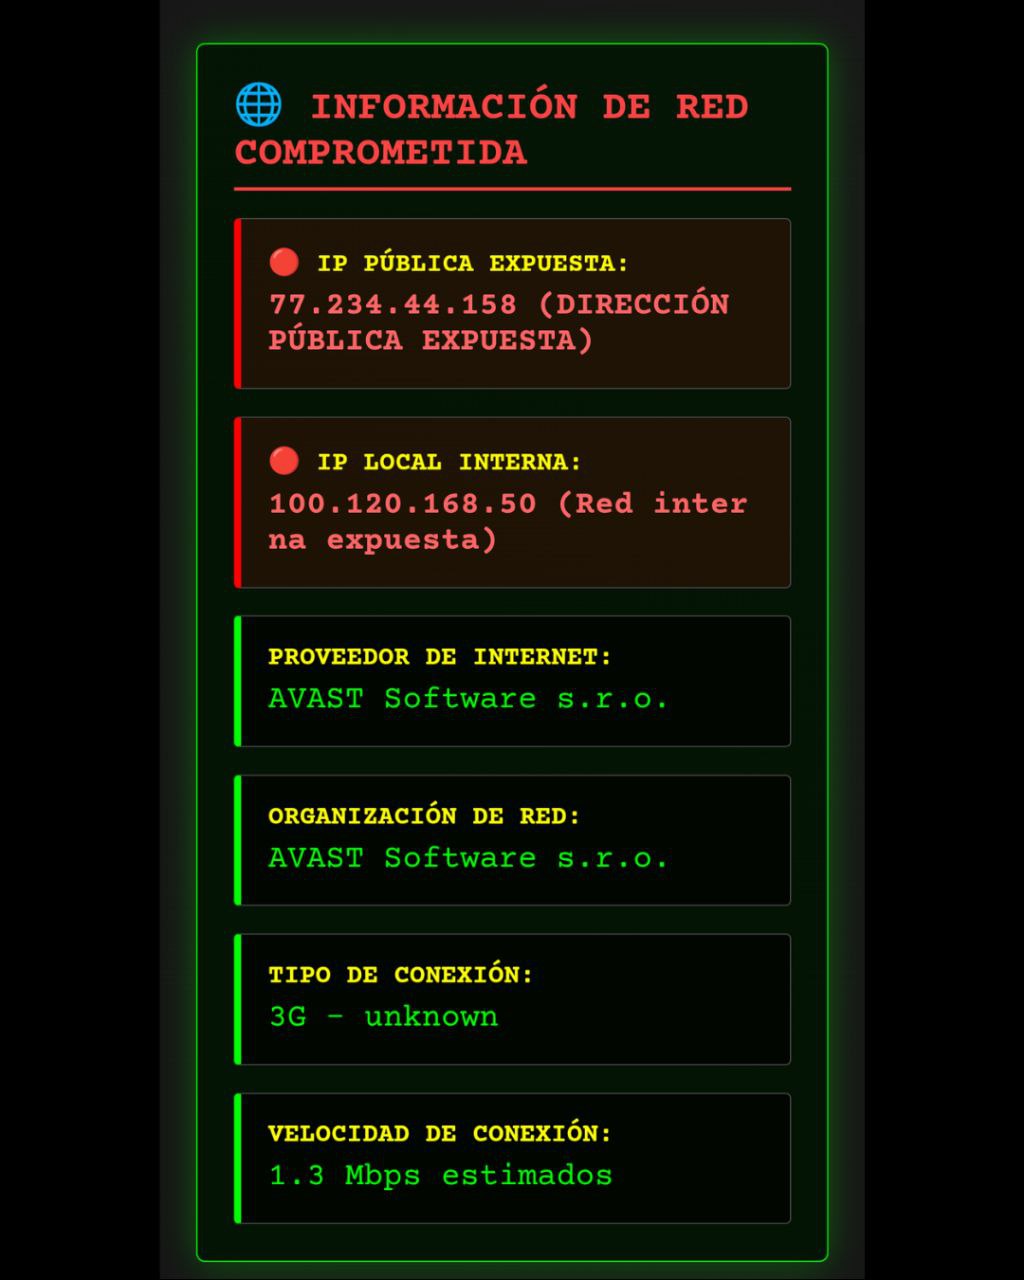 🌐 INFORMACIÓN DE RED
COMPROMETIDA
🔴 IP PÚBLICA EXPUESTA:
77.234.44.158 (DIRECCIÓN
PÚBLICA EXPUESTA)
🔴 IP LOCAL INTERNA:
100.120.168.50 (Red inter
na expuesta)
PROVEEDOR DE INTERNET:
AVAST Software s.r.o.
ORGANIZACIÓN DE RED:
AVAST Software s.r.o.
TIPO DE CONEXIÓN:
3G - unknown
VELOCIDAD DE CONEXIÓN:
1.3 Mbps estimados